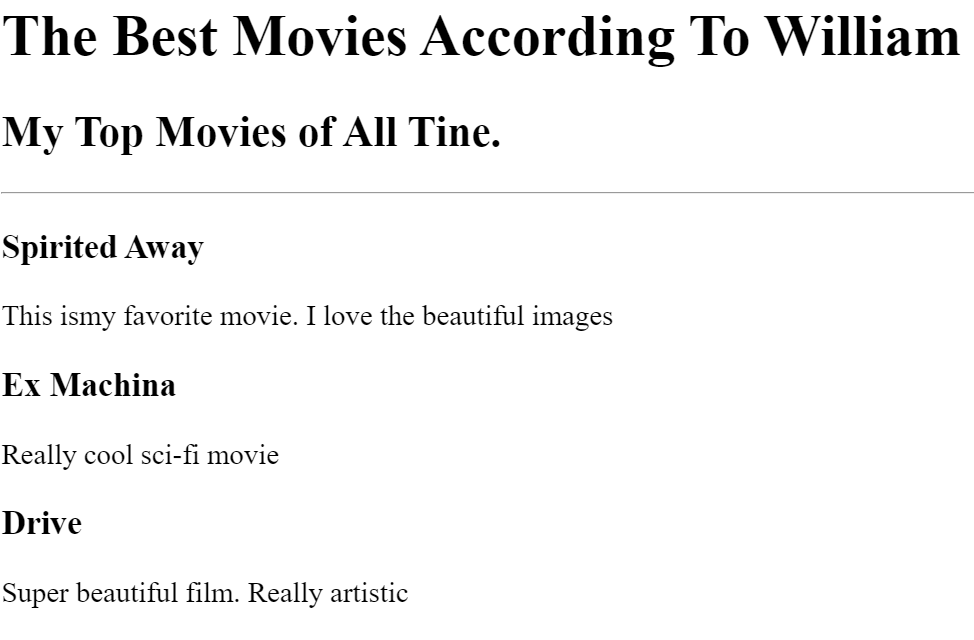 The Best Movies According To William
My Top Movies of All Tine.
Spirited Away
This ismy favorite movie. I love the beautiful images
Ex Machina
Really cool sci-fi movie
Drive
Super beautiful film. Really artistic